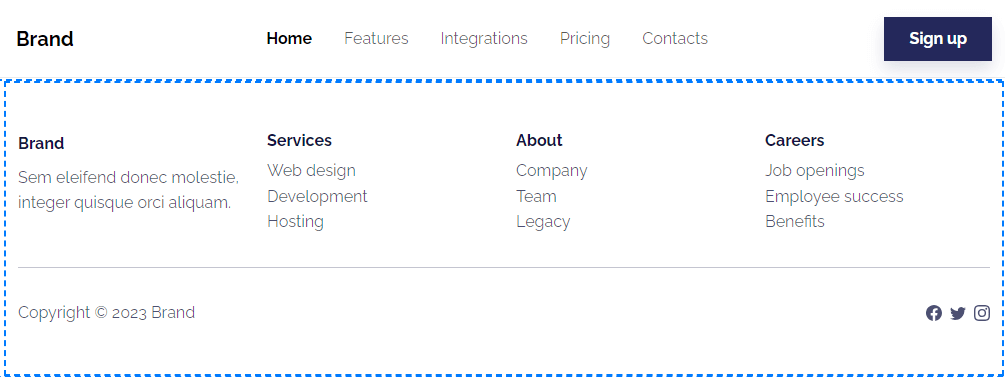 Brand Home Features Integrations Pricing Contacts Sign up
Brand
Sem eleifend donec molestie,
integer quisque orci aliquam.
Services
Web design
Development
Hosting
About
Company
Team
Legacy
Careers
Job openings
Employee success
Benefits
Copyright © 2023 Brand